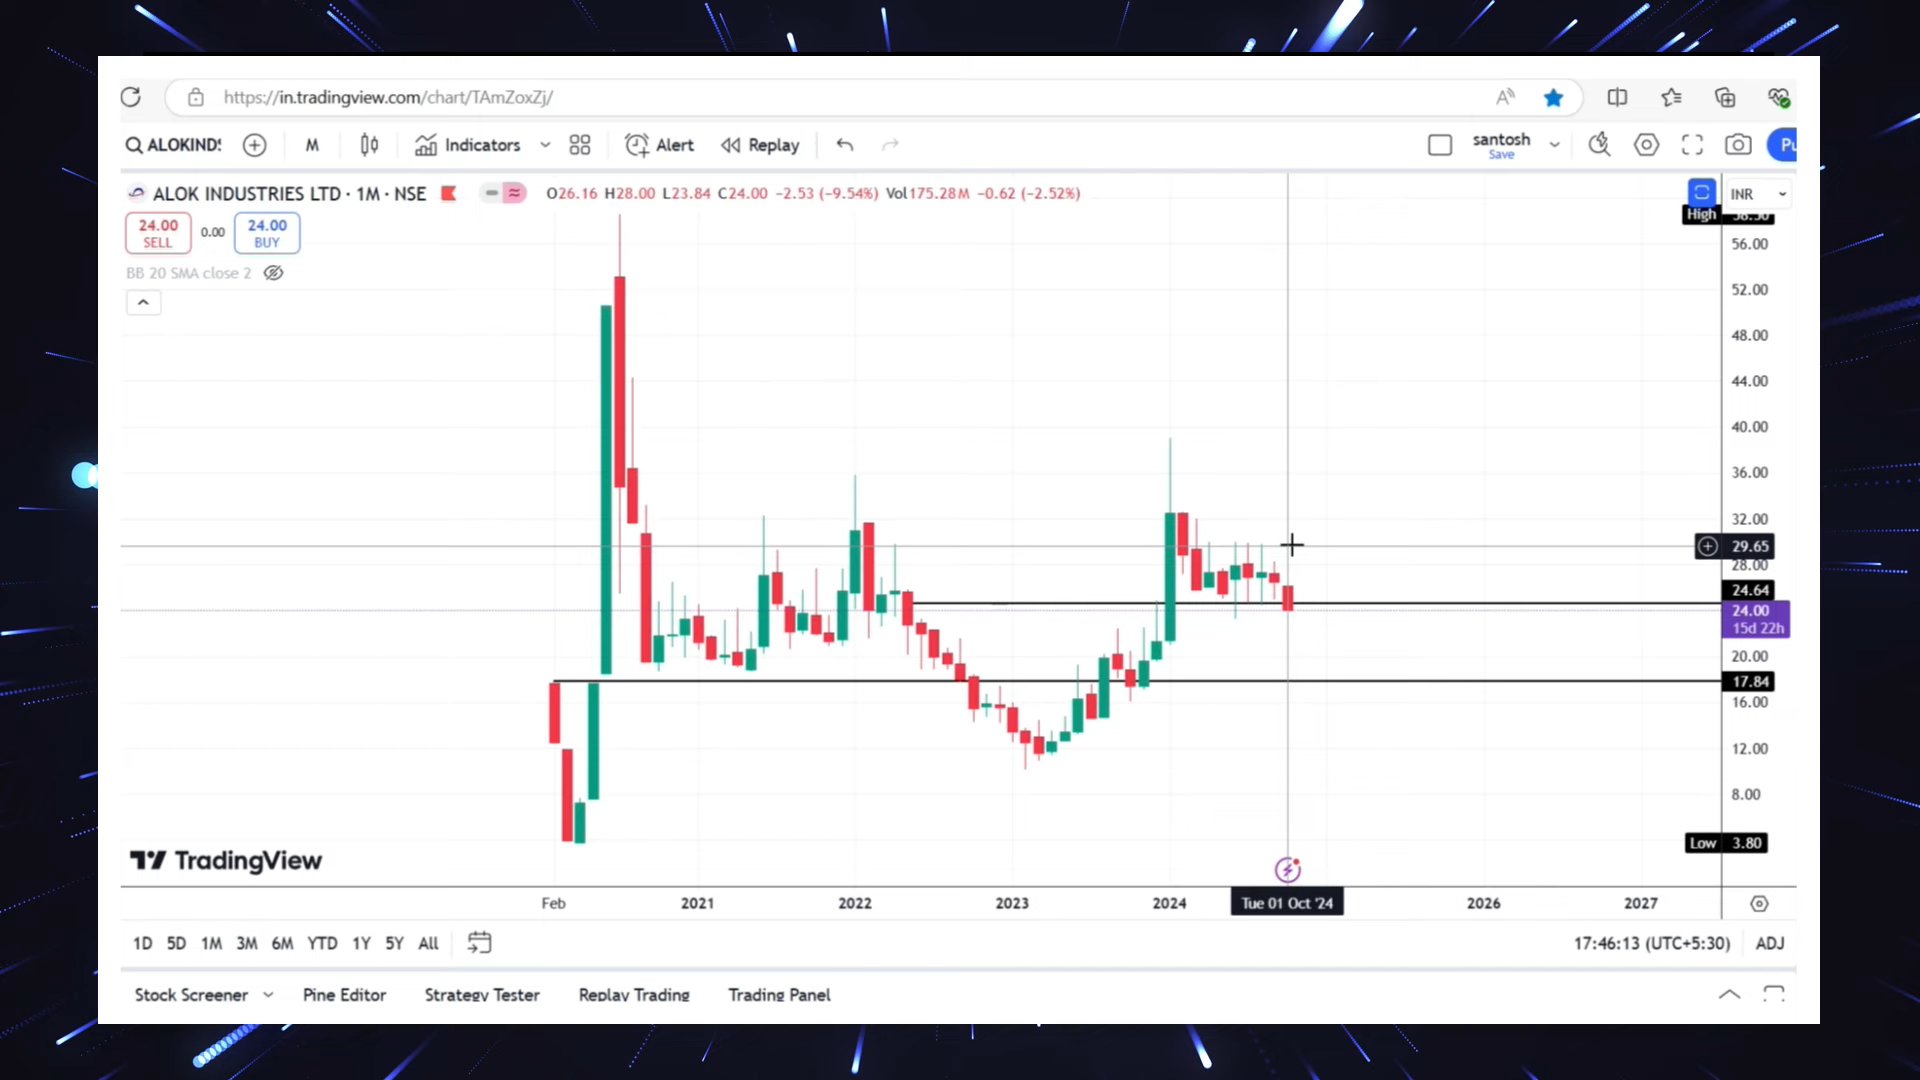 https://in.tradingview.com/chart/TAmZoxZj/
ALOKIND M Indicators Alert Replay santosh
Save
ALOK INDUSTRIES LTD · 1M · NSE O26.16 H28.00 L23.84 C24.00 −2.53 (−9.54%) Vol175.28M −0.62 (−2.52%) INR
24.00
SELL
0.00
24.00
BUY
BB 20 SMA close 2
High
56.00
52.00
48.00
44.00
40.00
36.00
32.00
29.65
28.00
24.64
24.00
15d 22h
20.00
17.84
16.00
12.00
8.00
Low 3.80
TradingView
Feb 2021 2022 2023 2024 Tue 01 Oct '24 2026 2027
1D 5D 1M 3M 6M YTD 1Y 5Y All 17:46:13 (UTC+5:30) ADJ
Stock Screener Pine Editor Strategy Tester Replay Trading Trading Panel